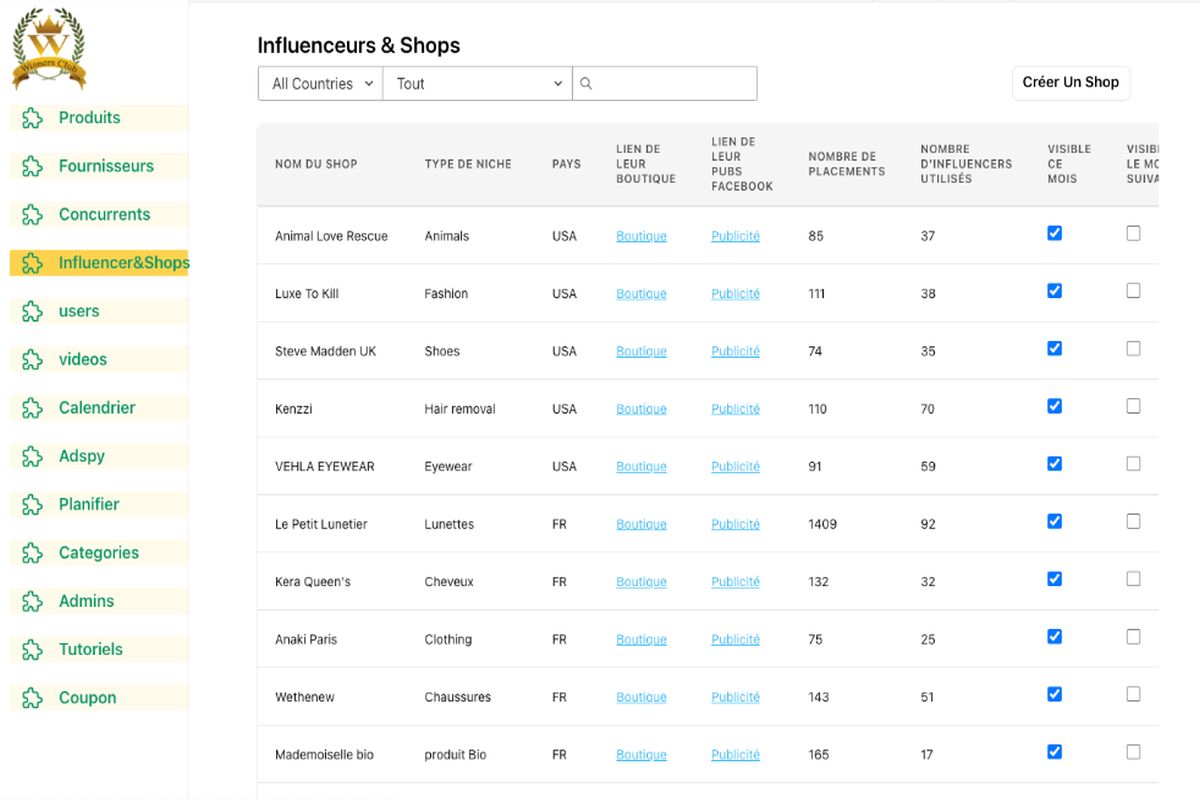 W
Winners Club
Produits
Fournisseurs
Concurrents
Influencer&Shops
users
videos
Calendrier
Adspy
Planifier
Categories
Admins
Tutoriels
Coupon
Influenceurs & Shops
All Countries Tout
Créer Un Shop
NOM DU SHOP TYPE DE NICHE PAYS LIEN DE LEUR BOUTIQUE LIEN DE LEUR PUBS FACEBOOK NOMBRE DE PLACEMENTS NOMBRE D'INFLUENCERS UTILISÉS VISIBLE CE MOIS VISIB LE MO SUIVA
Animal Love Rescue Animals USA Boutique Publicité 85 37
Luxe To Kill Fashion USA Boutique Publicité 111 38
Steve Madden UK Shoes USA Boutique Publicité 74 35
Kenzzi Hair removal USA Boutique Publicité 110 70
VEHLA EYEWEAR Eyewear USA Boutique Publicité 91 59
Le Petit Lunetier Lunettes FR Boutique Publicité 1409 92
Kera Queen's Cheveux FR Boutique Publicité 132 32
Anaki Paris Clothing FR Boutique Publicité 75 25
Wethenew Chaussures FR Boutique Publicité 143 51
Mademoiselle bio produit Bio FR Boutique Publicité 165 17